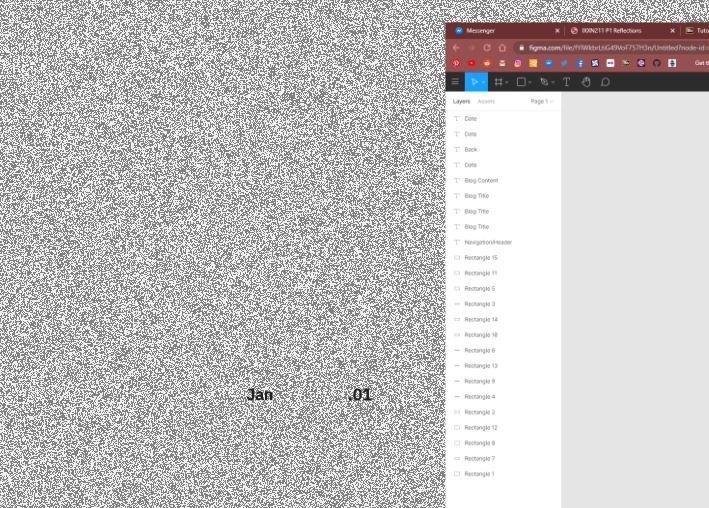 Messenger
IXIN211 P1 Reflections
Tuto
figma.com/file/
/Untitled?node-id=
Get th
Layers Assets Page 1
Date
Date
Back
Date
Blog Content
Blog Title
Blog Title
Blog Title
Navigation/Header
Rectangle 15
Rectangle 11
Rectangle 5
Rectangle 3
Rectangle 14
Rectangle 10
Rectangle 6
Rectangle 13
Rectangle 9
Rectangle 4
Rectangle 2
Rectangle 12
Rectangle 8
Rectangle 7
Rectangle 1
Jan .01